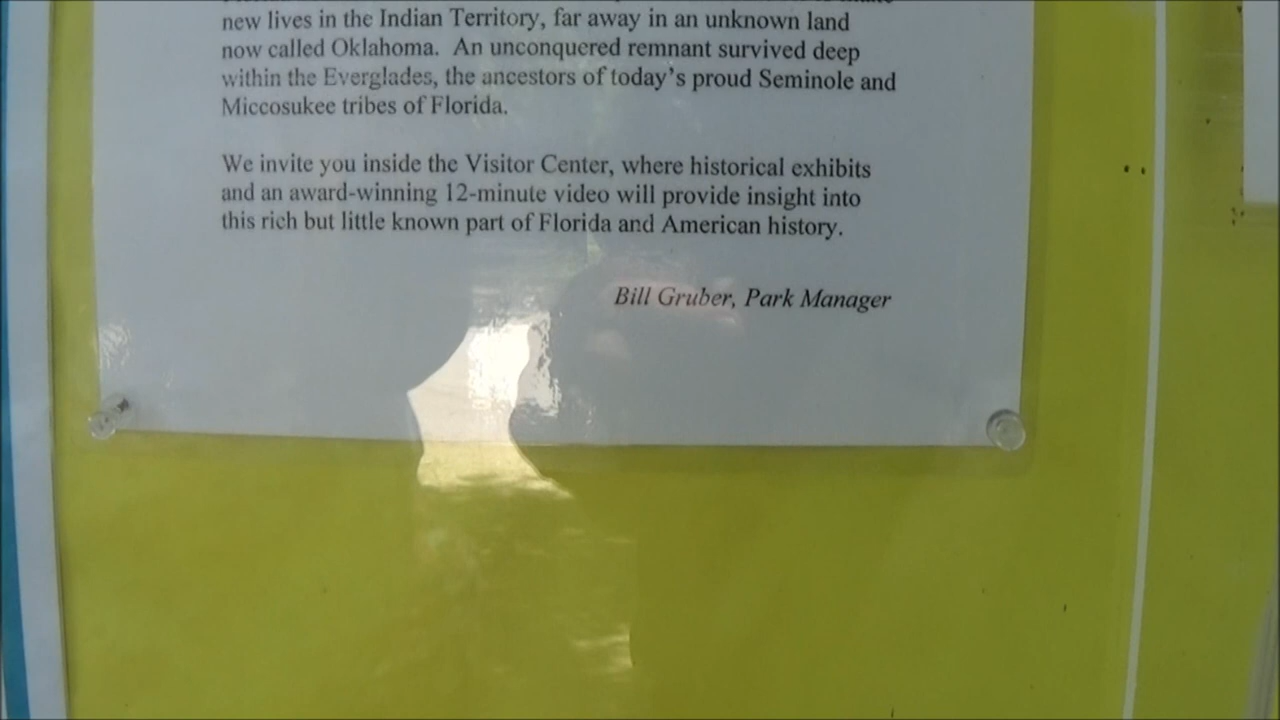 new lives in the Indian Territory, far away in an unknown land
now called Oklahoma. An unconquered remnant survived deep
within the Everglades, the ancestors of today's proud Seminole and
Miccosukee tribes of Florida.
We invite you inside the Visitor Center, where historical exhibits
and an award-winning 12-minute video will provide insight into
this rich but little known part of Florida and American history.
Bill Gruber, Park Manager